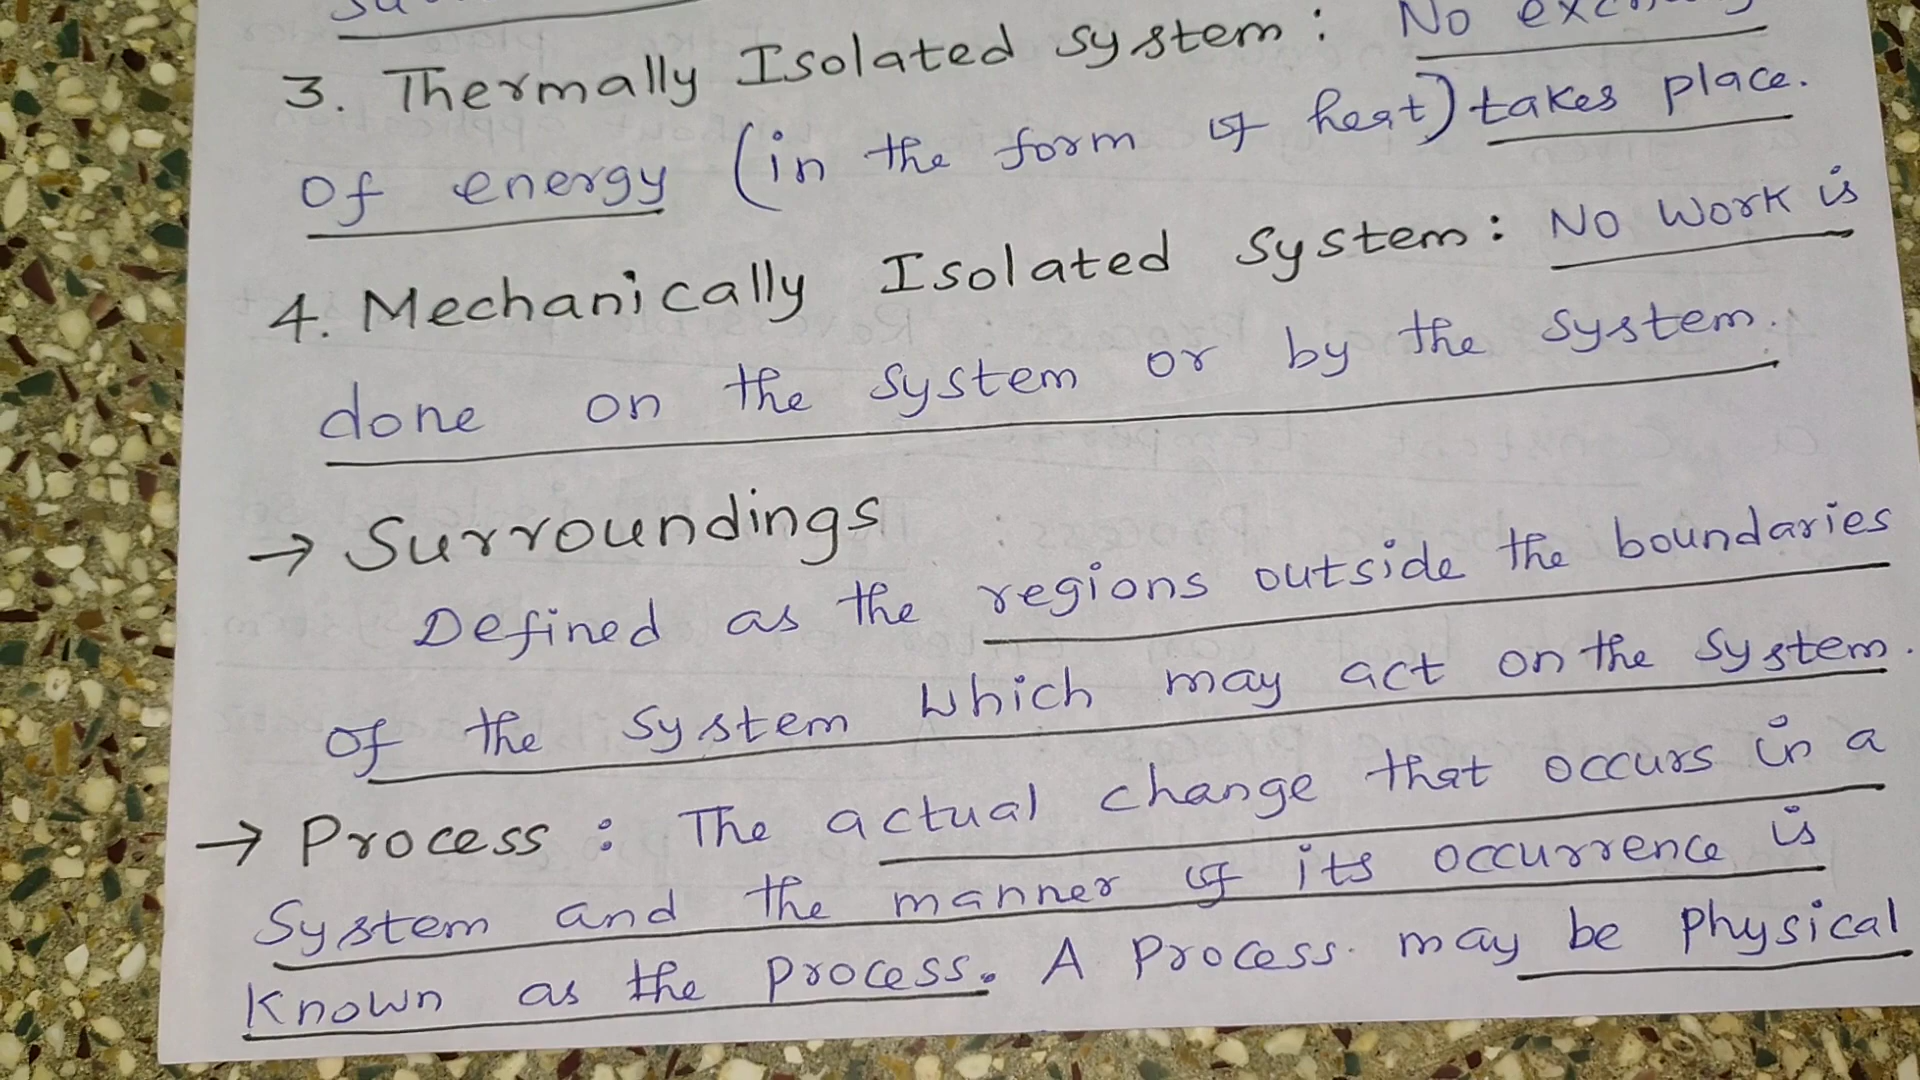 3. Thermally Isolated system: No
of energy (in the form of heat) takes place.
4. Mechanically Isolated System: NO Work is
done on the system or by the system.
→ Surroundings
Defined as the regions outside the boundaries
of the system which may act on the system.
→ Process: The actual change that occurs in a
System and the manner of its occurrence is
Known as the process. A Process may be physical